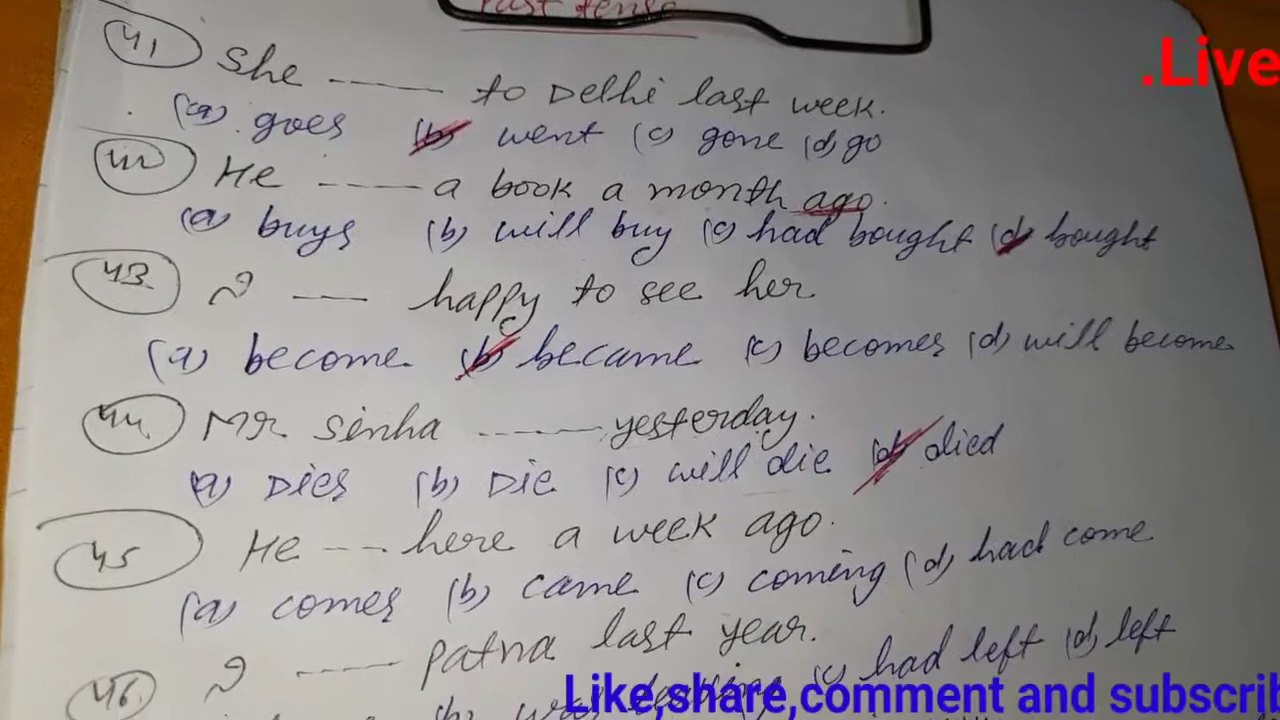 Past tense
.Live
41, She ------- to Delhi last week.
(a) goes (b) went (c) gone (d) go
42 He ----- a book a month ago.
(a) buys (b) will buy (c) had bought (d) bought
43. I ---- happy to see her.
(a) become (b) became (c) becomes (d) will become
44. Mr Sinha ------- yesterday.
(a) Dies (b) Die (c) will die (d) died
45 He ---- here a week ago.
(a) comes (b) came (c) coming (d) had come
46. I ----- Patna last year.
(b) was (c) had left (d) left
Like,share,comment and subscrib